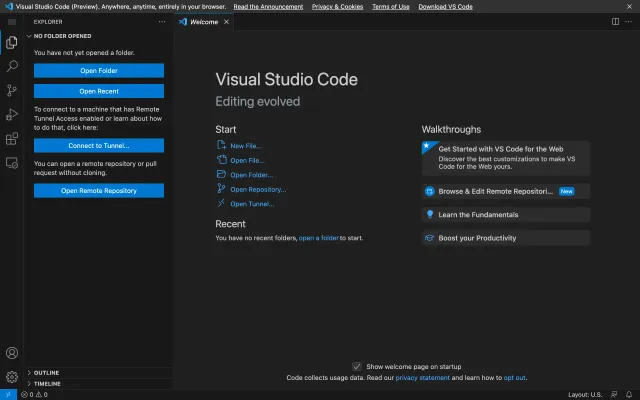 Visual Studio Code (Preview). Anywhere, anytime, entirely in your browser. Read the Announcement Privacy & Cookies Terms of Use Download VS Code
EXPLORER
NO FOLDER OPENED
You have not yet opened a folder.
Open Folder
Open Recent
To connect to a machine that has Remote
Tunnel Access enabled or learn about how
to do that, click here:
Connect to Tunnel...
You can open a remote repository or pull
request without cloning.
Open Remote Repository
OUTLINE
TIMELINE
Welcome
Visual Studio Code
Editing evolved
Start
New File...
Open File...
Open Folder...
Open Repository...
Open Tunnel...
Recent
You have no recent folders, open a folder to start.
Walkthroughs
Get Started with VS Code for the Web
Discover the best customizations to make VS
Code for the Web yours.
Browse & Edit Remote Repositori... New
Learn the Fundamentals
Boost your Productivity
Show welcome page on startup
Code collects usage data. Read our privacy statement and learn how to opt out.
0 0 Layout: U.S.